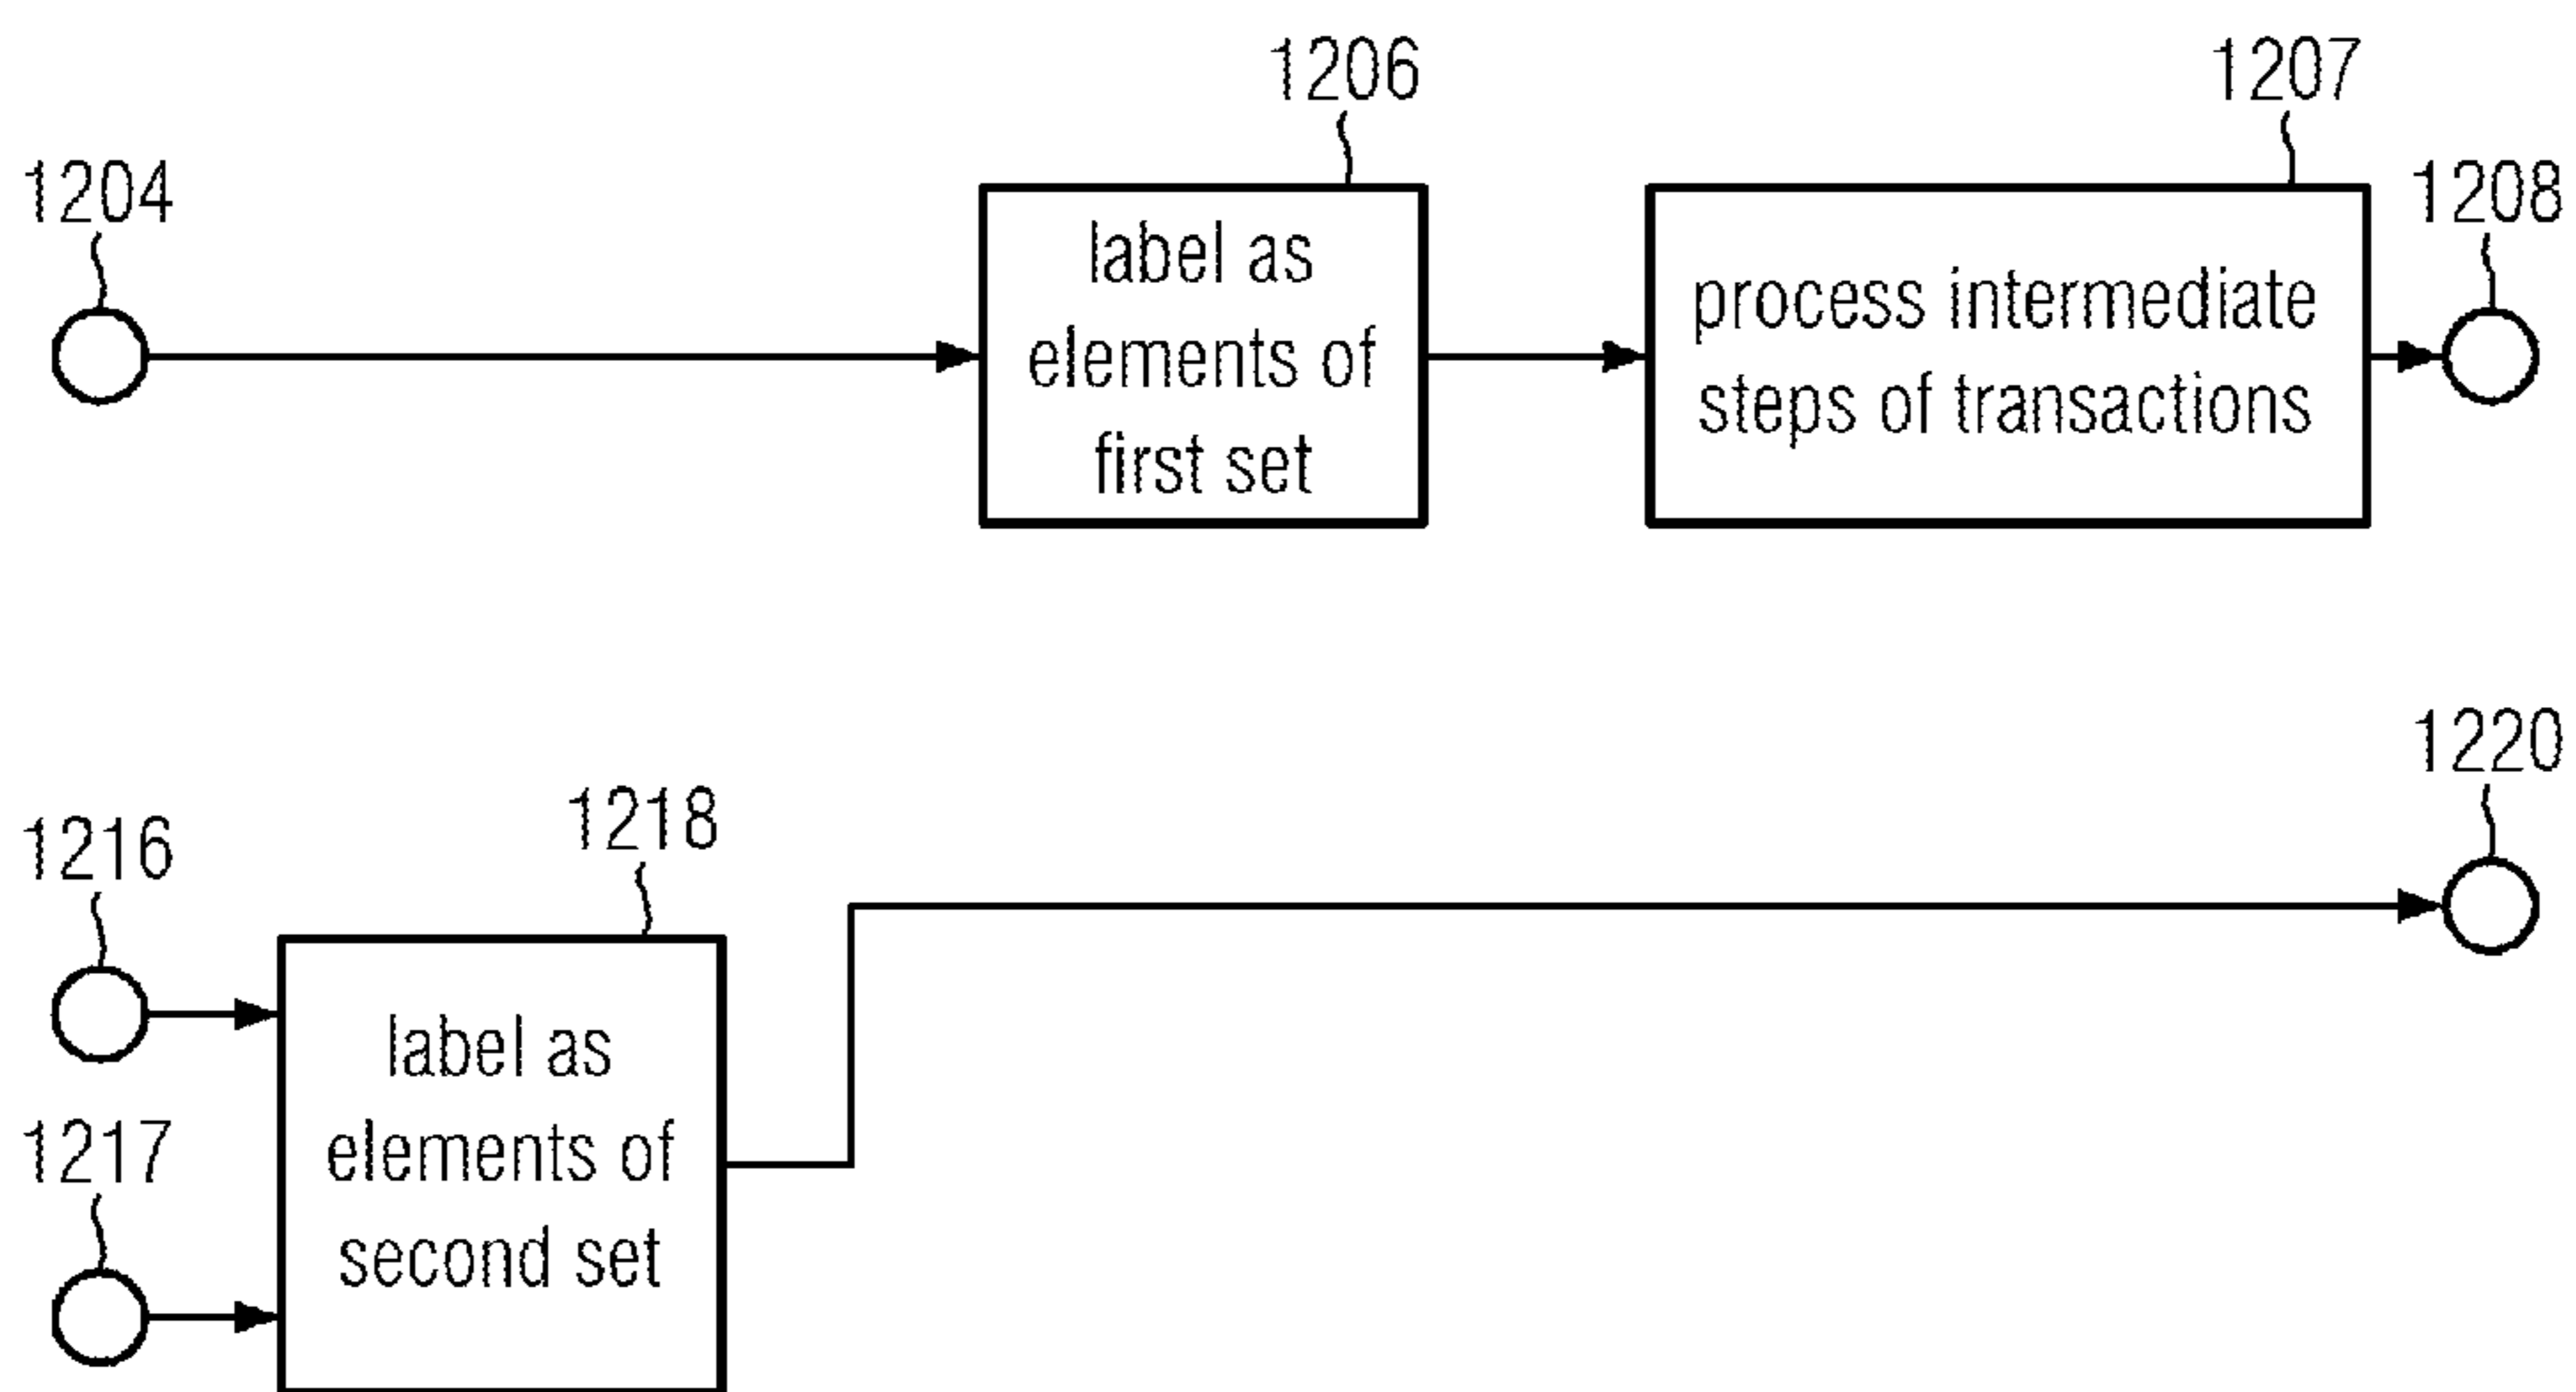 1206
1207
1204
1208
label as
elements of
first set
process intermediate
steps of transactions
1220
1218
1216
1217
label as
elements of
second set